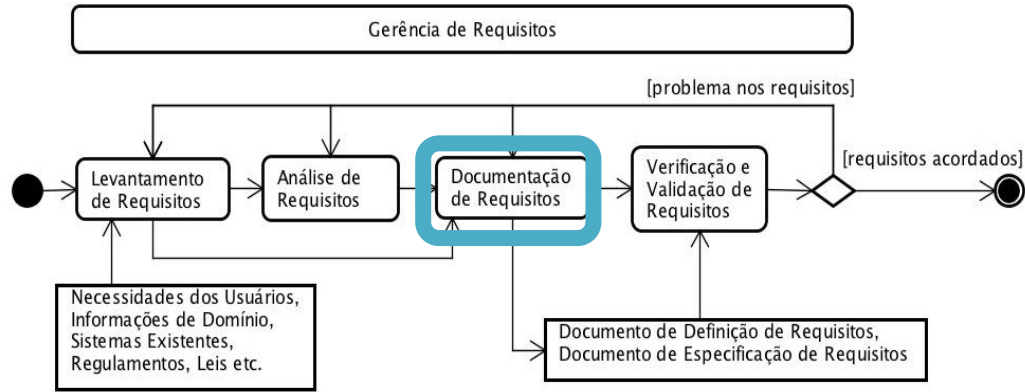 Gerência de Requisitos
[problema nos requisitos]
[requisitos acordados]
Levantamento
de Requisitos
Análise de
Requisitos
Documentação
de Requisitos
Verificação e
Validação de
Requisitos
Necessidades dos Usuários,
Informações de Domínio,
Sistemas Existentes,
Regulamentos, Leis etc.
Documento de Definição de Requisitos,
Documento de Especificação de Requisitos